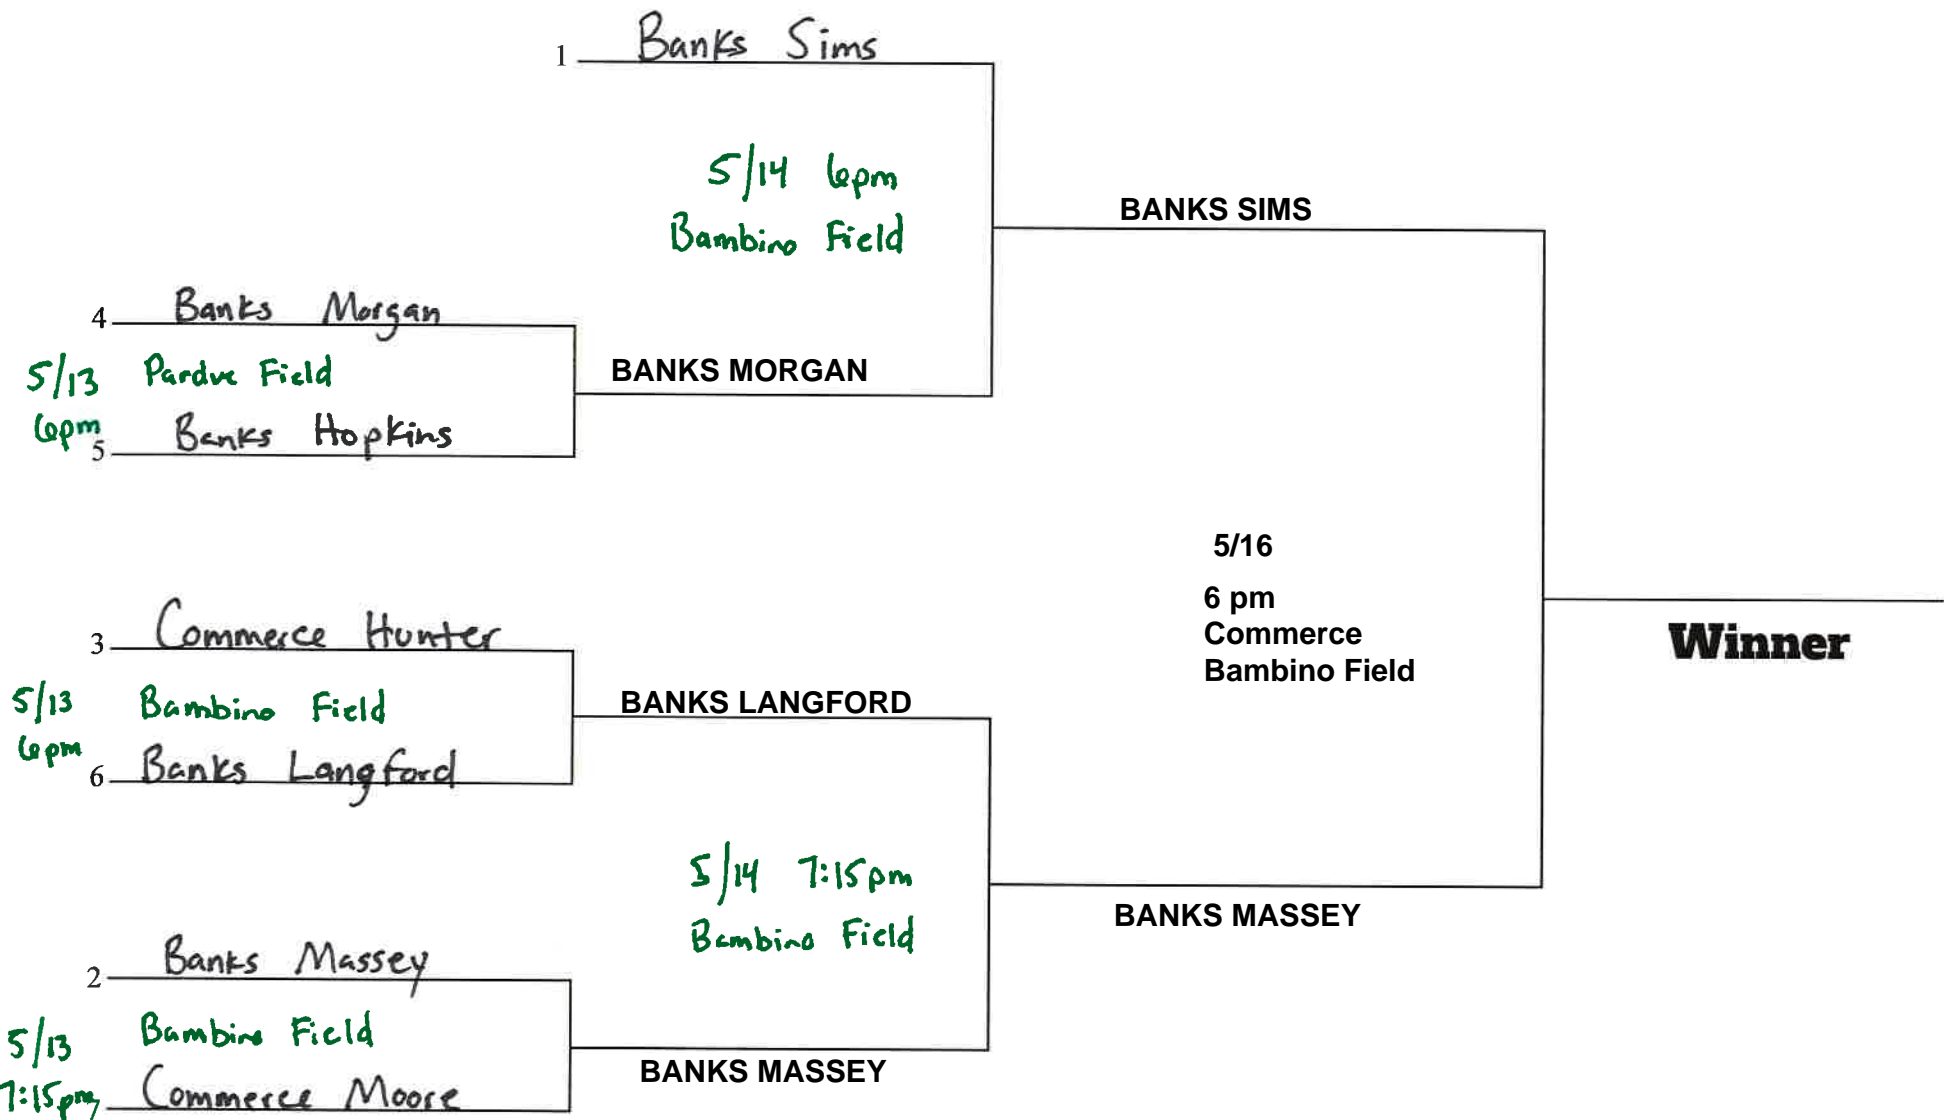 1 Banks Sims
5/14 6pm
Bambino Field
BANKS SIMS
4 Banks Morgan
5/13 Pardue Field
6pm
BANKS MORGAN
5 Banks Hopkins
5/16
6 pm
Commerce
Bambino Field
Winner
3 Commerce Hunter
5/13 Bambino Field
6pm
BANKS LANGFORD
6 Banks Langford
5/14 7:15pm
Bambino Field
BANKS MASSEY
2 Banks Massey
5/13 Bambino Field
7:15pm
BANKS MASSEY
7 Commerce Moore